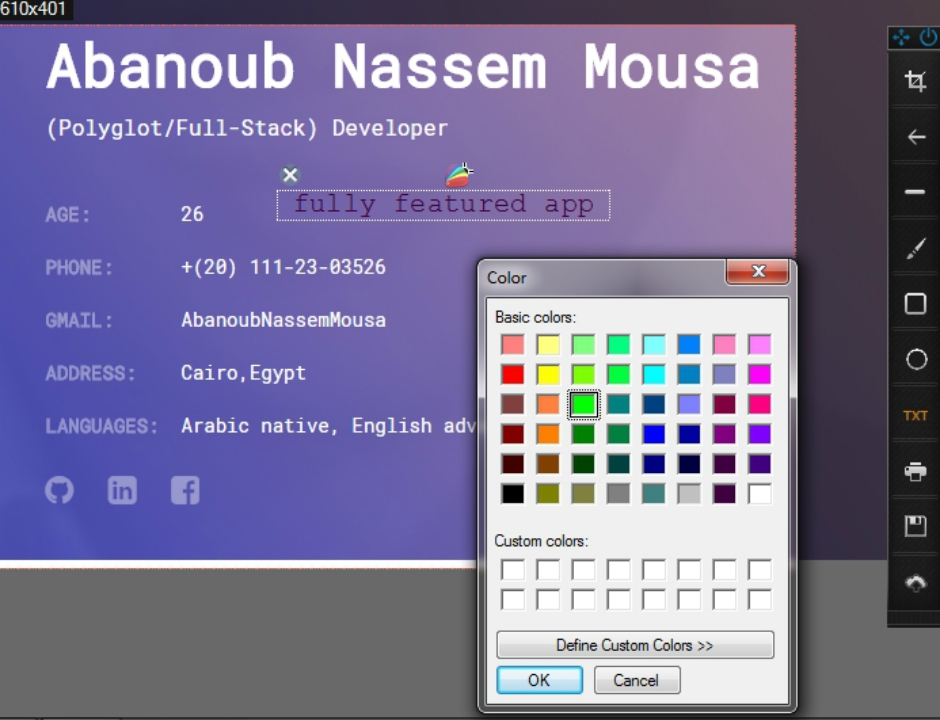 610x401
Abanoub Nassem Mousa
(Polyglot/Full-Stack) Developer
fully featured app
AGE: 26
PHONE: +(20) 111-23-03526
GMAIL: AbanoubNassemMousa
ADDRESS: Cairo,Egypt
LANGUAGES: Arabic native, English adv
in
Color
Basic colors:
Custom colors:
Define Custom Colors >>
OK Cancel
TXT